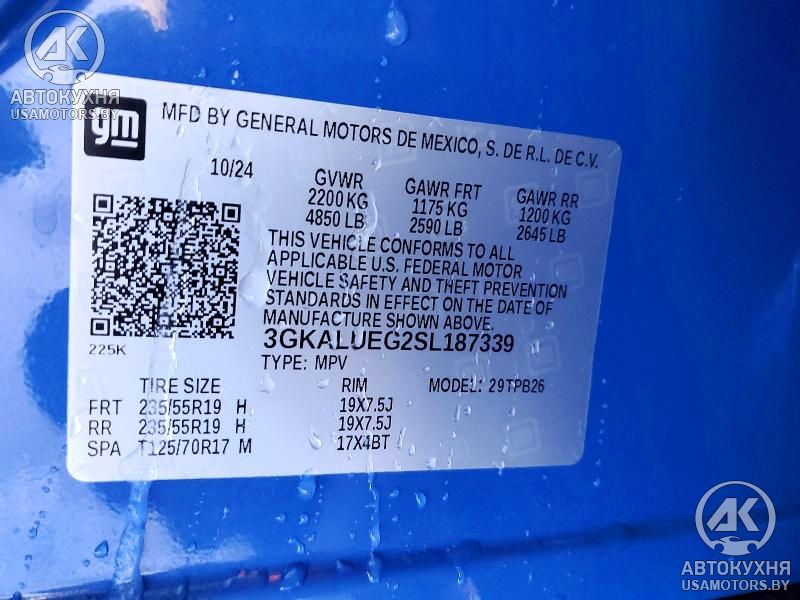 AK
АВТОКУХНЯ
USAMOTORS.BY
gm
MFD BY GENERAL MOTORS DE MEXICO, S. DE R.L. DE C.V.
10/24 GVWR GAWR FRT GAWR RR
2200 KG 1175 KG 1200 KG
4850 LB 2590 LB 2645 LB
THIS VEHICLE CONFORMS TO ALL
APPLICABLE U.S. FEDERAL MOTOR
VEHICLE SAFETY AND THEFT PREVENTION
STANDARDS IN EFFECT ON THE DATE OF
MANUFACTURE SHOWN ABOVE.
225K 3GKALUEG2SL187339
TYPE: MPV
TIRE SIZE RIM MODEL: 29TPB26
FRT 235/55R19 H 19X7.5J
RR 235/55R19 H 19X7.5J
SPA T125/70R17 M 17X4BT
AK
АВТОКУХНЯ
USAMOTORS.BY